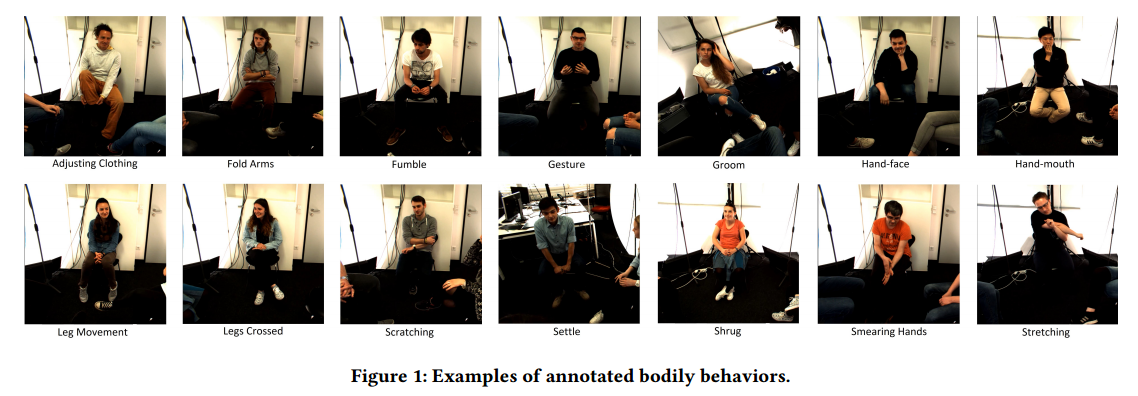 Adjusting Clothing
Fold Arms
Fumble
Gesture
Groom
Hand-face
Hand-mouth
Leg Movement
Legs Crossed
Scratching
Settle
Shrug
Smearing Hands
Stretching
Figure 1: Examples of annotated bodily behaviors.